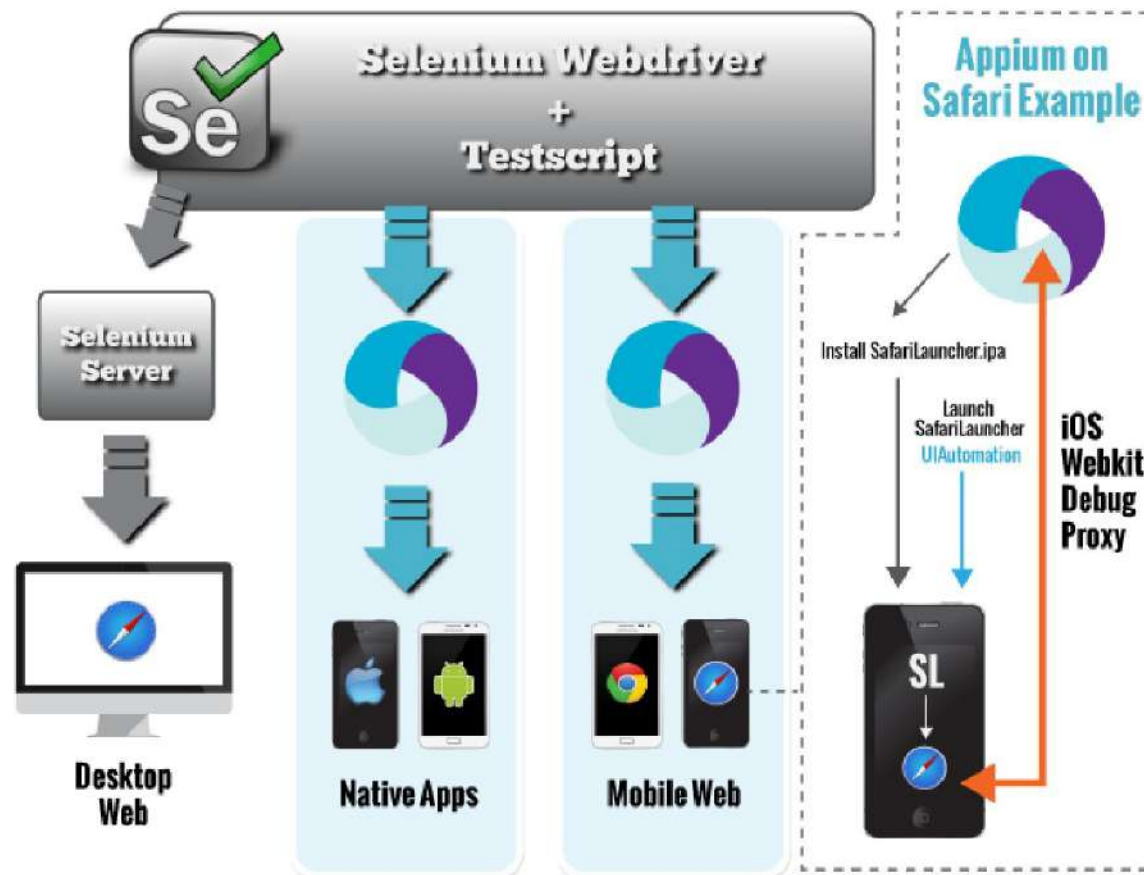 Se
Selenium Webdriver
+
Testscript
Selenium
Server
Desktop
Web
Native Apps
Mobile Web
Appium on
Safari Example
Install SafariLauncher.ipa
Launch
SafariLauncher
UIAutomation
iOS
Webkit
Debug
Proxy
SL